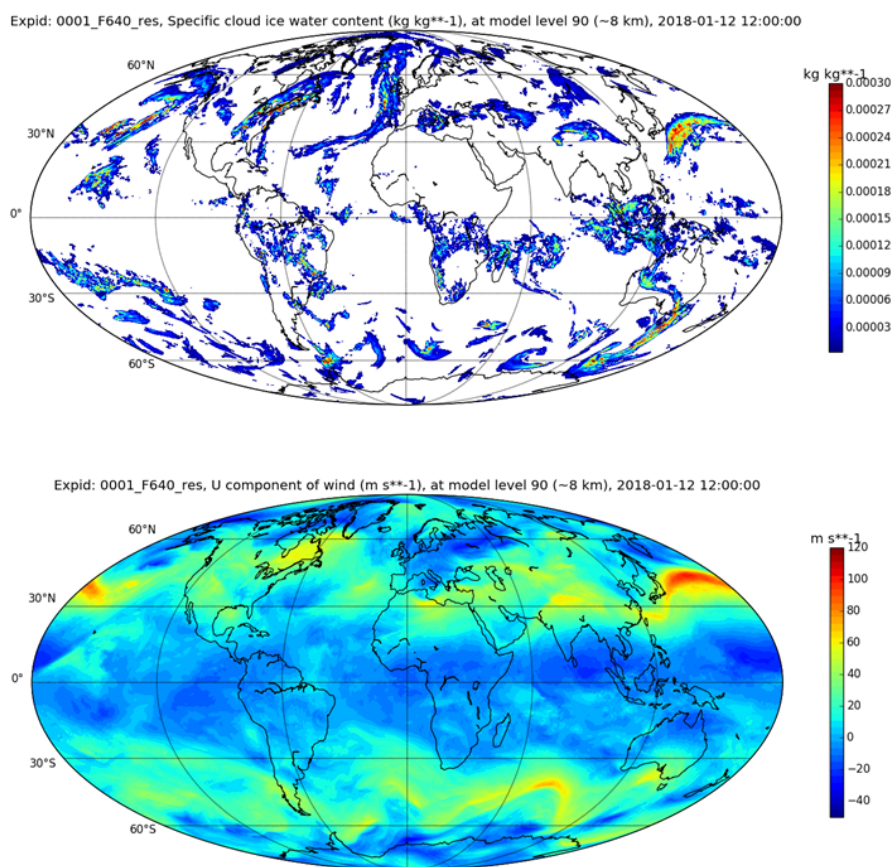 Expid: 0001_F640_res, Specific cloud ice water content (kg kg**-1), at model level 90 (~8 km), 2018-01-12 12:00:00
60°N
30°N
0°
30°S
60°S
kg kg**-1
0.00030
0.00027
0.00024
0.00021
0.00018
0.00015
0.00012
0.00009
0.00006
0.00003
Expid: 0001_F640_res, U component of wind (m s**-1), at model level 90 (~8 km), 2018-01-12 12:00:00
60°N
30°N
0°
30°S
60°S
m s**-1
120
100
80
60
40
20
0
−20
−40